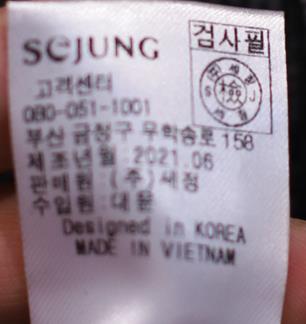 SEJUNG
검사필
고객센터
080-051-1001
부산 금정구 무학송로 158
제조년월 : 2021.06
판매원 : (주)세정
수입원 : 대윤
Designed in KOREA
MADE IN VIETNAM
檢
J